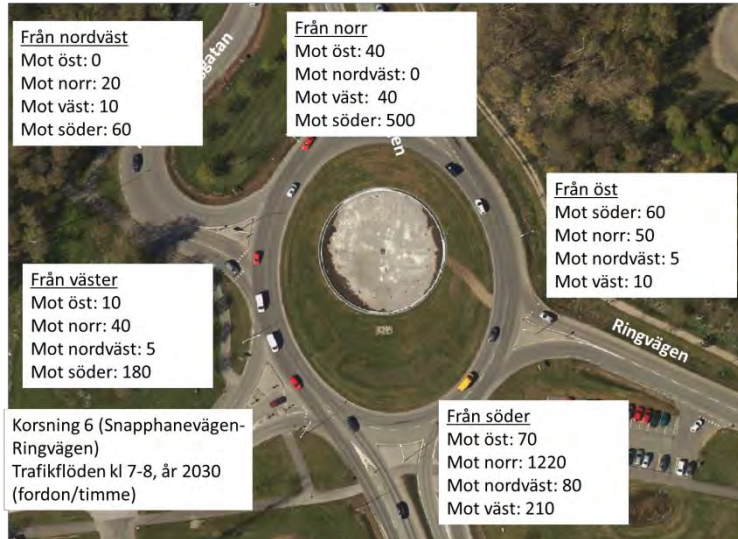 Från nordväst
Mot öst: 0
Mot norr: 20
Mot väst: 10
Mot söder: 60
Från norr
Mot öst: 40
Mot nordväst: 0
Mot väst: 40
Mot söder: 500
Från öst
Mot söder: 60
Mot norr: 50
Mot nordväst: 5
Mot väst: 10
Från väster
Mot öst: 10
Mot norr: 40
Mot nordväst: 5
Mot söder: 180
Ringvägen
Korsning 6 (Snapphanevägen-
Ringvägen)
Trafikflöden kl 7-8, år 2030
(fordon/timme)
Från söder
Mot öst: 70
Mot norr: 1220
Mot nordväst: 80
Mot väst: 210